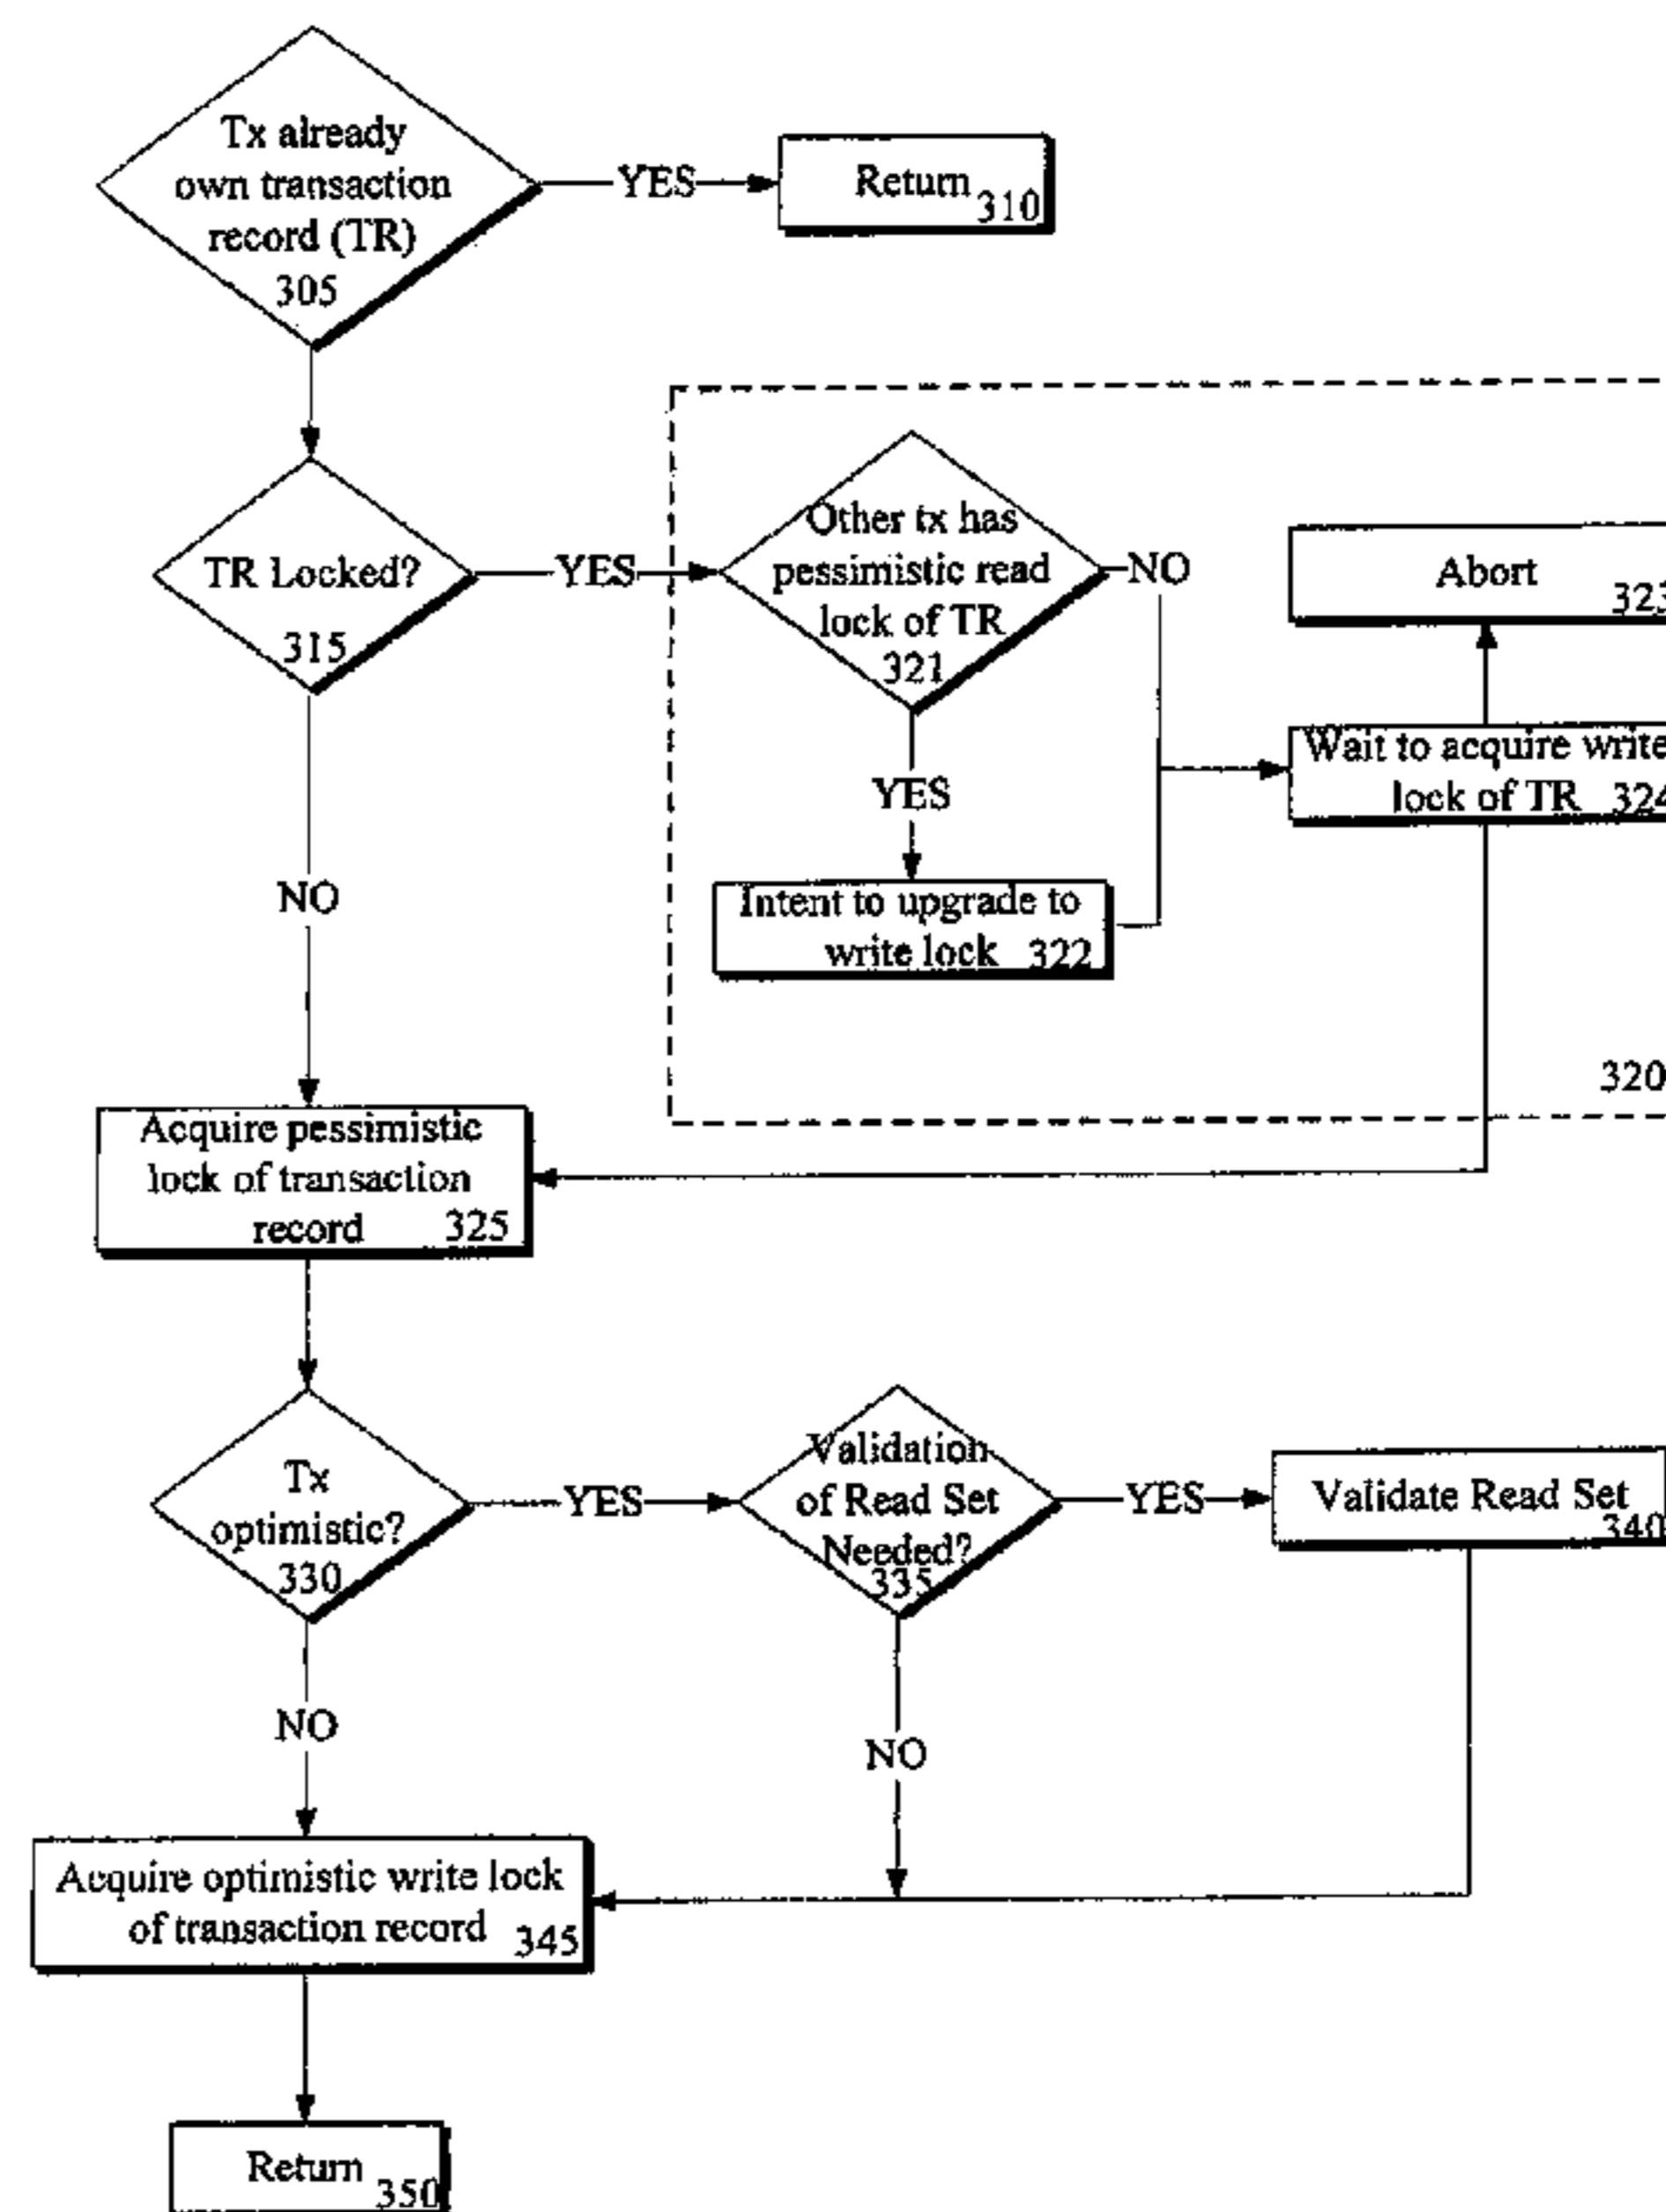 Tx already
own transaction
record (TR)
305
YES
Return
310
TR Locked?
315
YES
Other tx has
pessimistic read
lock of TR
321
NO
Abort
323
YES
Wait to acquire write
lock of TR 324
NO
Intent to upgrade to
write lock 322
320
Acquire pessimistic
lock of transaction
record 325
Tx
optimistic?
330
YES
Validation
of Read Set
Needed?
335
YES
Validate Read Set
340
NO
NO
Acquire optimistic write lock
of transaction record 345
Return
350